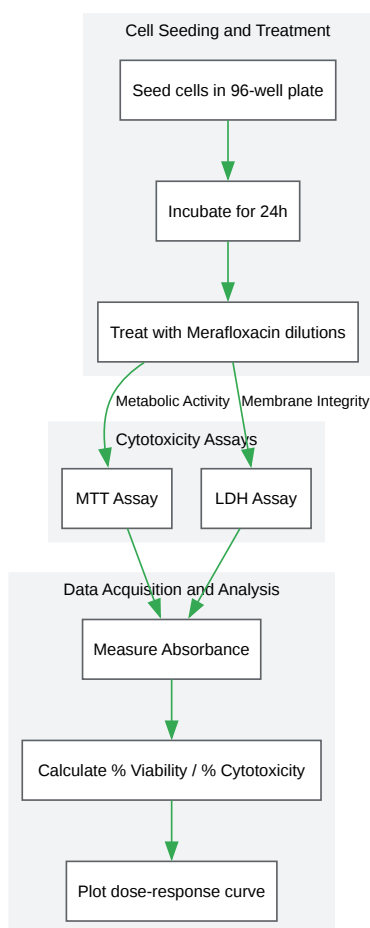 Cell Seeding and Treatment
Seed cells in 96-well plate
Incubate for 24h
Treat with Merafloxacin dilutions
Metabolic Activity
Membrane Integrity
Cytotoxicity Assays
MTT Assay
LDH Assay
Data Acquisition and Analysis
Measure Absorbance
Calculate % Viability / % Cytotoxicity
Plot dose-response curve